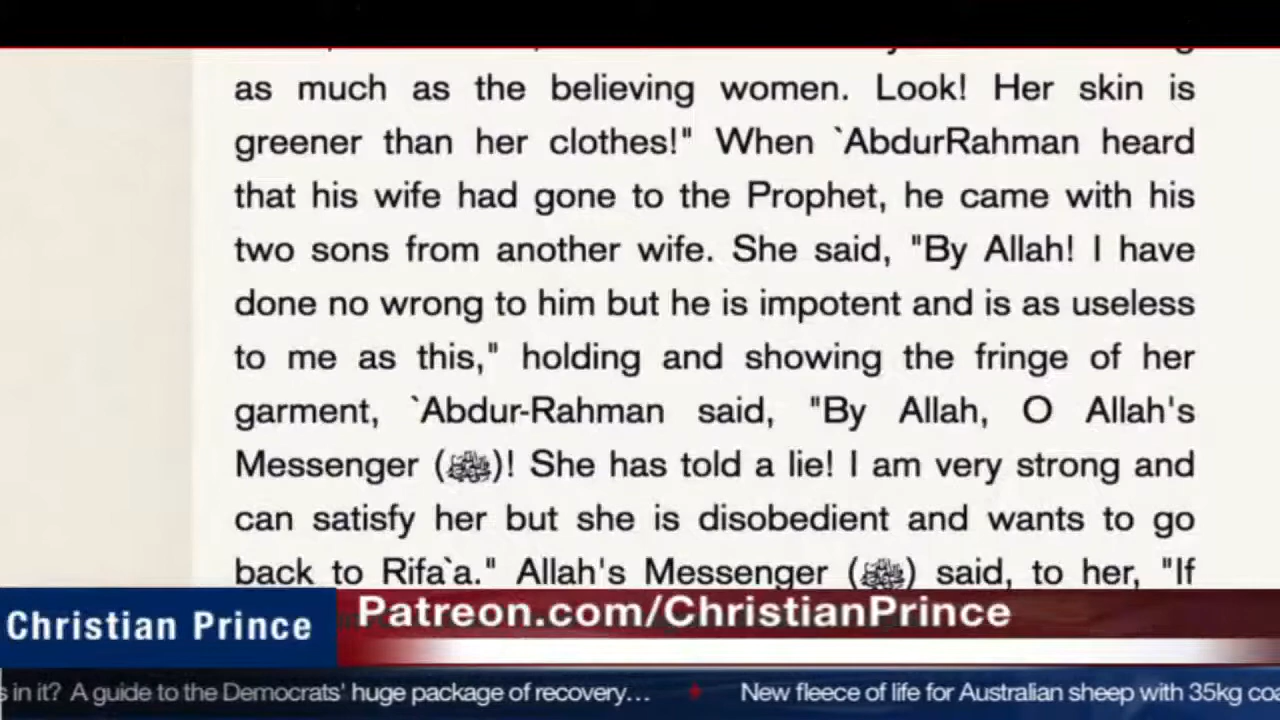 as much as the believing women. Look! Her skin is
greener than her clothes!" When `AbdurRahman heard
that his wife had gone to the Prophet, he came with his
two sons from another wife. She said, "By Allah! I have
done no wrong to him but he is impotent and is as useless
to me as this," holding and showing the fringe of her
garment, `Abdur-Rahman said, "By Allah, O Allah's
Messenger (ﷺ)! She has told a lie! I am very strong and
can satisfy her but she is disobedient and wants to go
back to Rifa`a." Allah's Messenger (ﷺ) said, to her, "If
Christian Prince
Patreon.com/ChristianPrince
s in it? A guide to the Democrats' huge package of recovery... New fleece of life for Australian sheep with 35kg coa